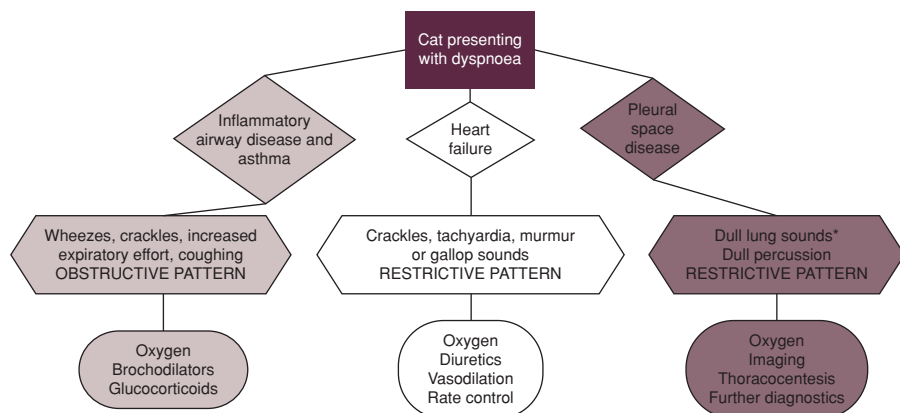 Cat presenting
with dyspnoea
Inflammatory
airway disease and
asthma
Heart
failure
Pleural
space
disease
Wheezes, crackles, increased
expiratory effort, coughing
OBSTRUCTIVE PATTERN
Crackles, tachyardia, murmur
or gallop sounds
RESTRICTIVE PATTERN
Dull lung sounds*
Dull percussion
RESTRICTIVE PATTERN
Oxygen
Brochodilators
Glucocorticoids
Oxygen
Diuretics
Vasodilation
Rate control
Oxygen
Imaging
Thoracocentesis
Further diagnostics